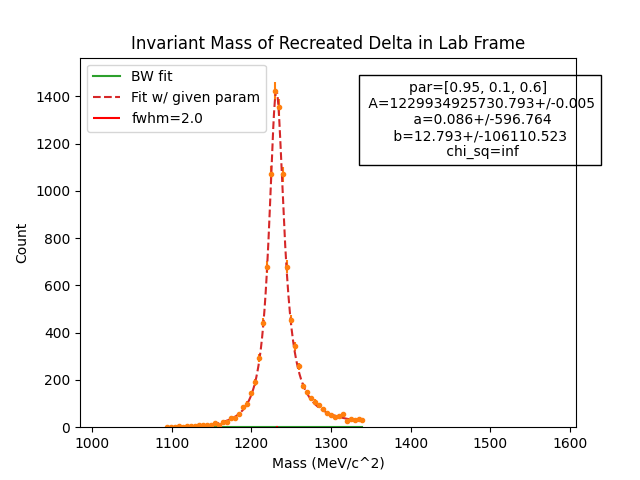 Invariant Mass of Recreated Delta in Lab Frame
BW fit
Fit w/ given param
fwhm=2.0
par=[0.95, 0.1, 0.6]
A=1229934925730.793+/-0.005
a=0.086+/-596.764
b=12.793+/-106110.523
chi_sq=inf
Count
1400
1200
1000
800
600
400
200
0
1000
1100
1200
1300
1400
1500
1600
Mass (MeV/c^2)